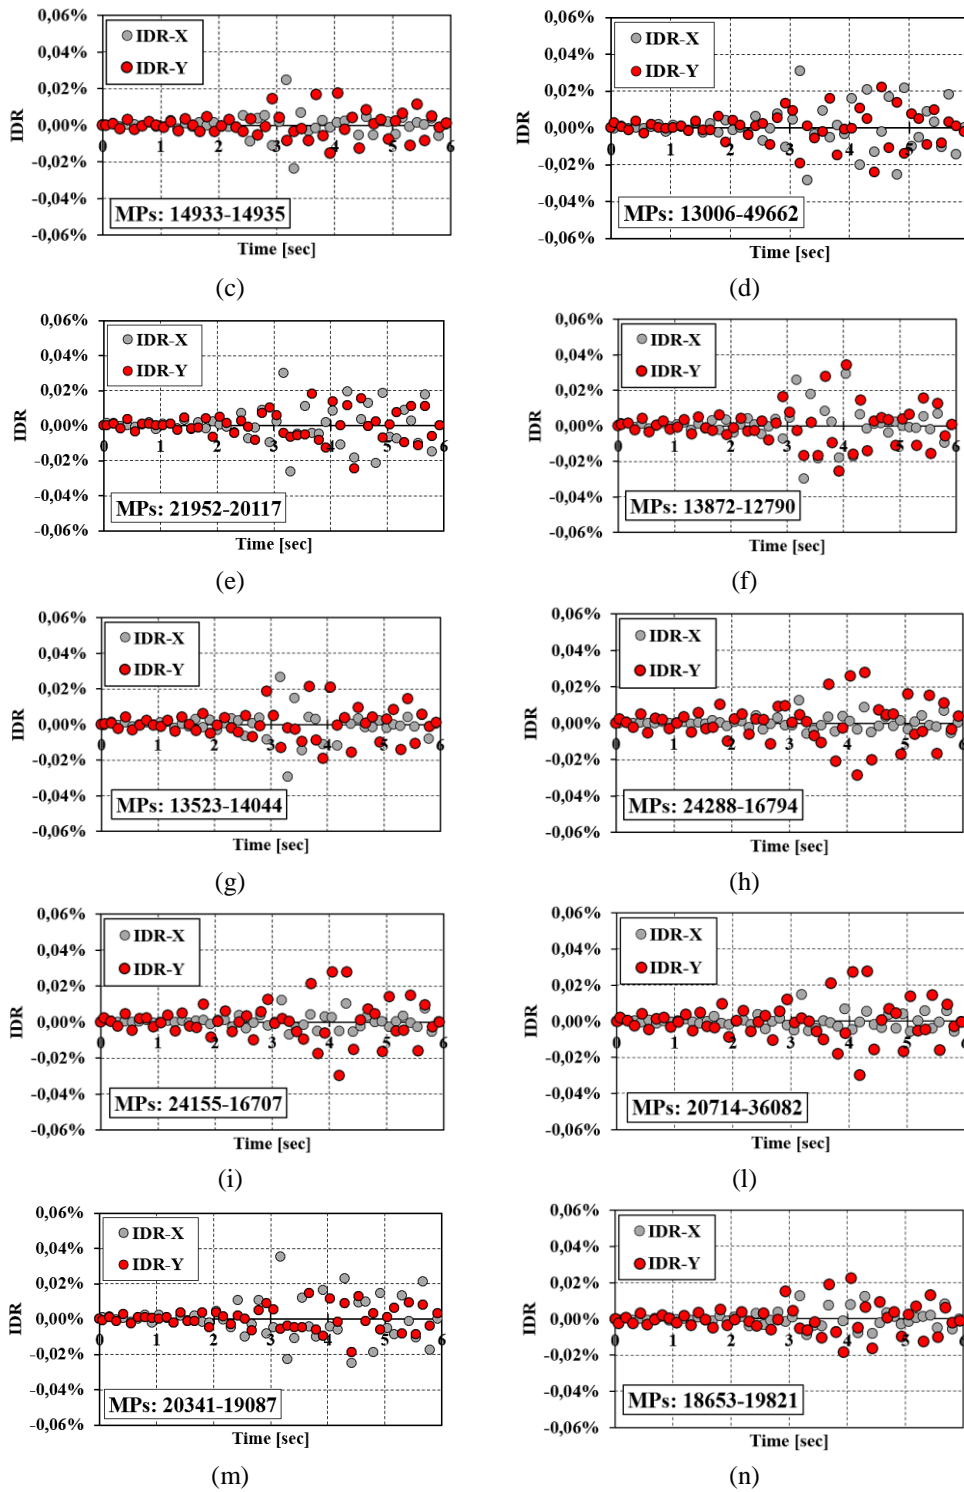 0,06%
0,04%
0,02%
0,00%
-0,02%
-0,04%
-0,06%
IDR
IDR-X
IDR-Y
0 1 2 3 4 5 6
MPs: 14933-14935
Time [sec]
(c)
0,06%
0,04%
0,02%
0,00%
-0,02%
-0,04%
-0,06%
IDR
IDR-X
IDR-Y
0 1 2 3 4 5 6
MPs: 13006-49662
Time [sec]
(d)
0,06%
0,04%
0,02%
0,00%
-0,02%
-0,04%
-0,06%
IDR
IDR-X
IDR-Y
0 1 2 3 4 5 6
MPs: 21952-20117
Time [sec]
(e)
0,06%
0,04%
0,02%
0,00%
-0,02%
-0,04%
-0,06%
IDR
IDR-X
IDR-Y
0 1 2 3 4 5 6
MPs: 13872-12790
Time [sec]
(f)
0,06%
0,04%
0,02%
0,00%
-0,02%
-0,04%
-0,06%
IDR
IDR-X
IDR-Y
0 1 2 3 4 5 6
MPs: 13523-14044
Time [sec]
(g)
0,06%
0,04%
0,02%
0,00%
-0,02%
-0,04%
-0,06%
IDR
IDR-X
IDR-Y
0 1 2 3 4 5 6
MPs: 24288-16794
Time [sec]
(h)
0,06%
0,04%
0,02%
0,00%
-0,02%
-0,04%
-0,06%
IDR
IDR-X
IDR-Y
0 1 2 3 4 5 6
MPs: 24155-16707
Time [sec]
(i)
0,06%
0,04%
0,02%
0,00%
-0,02%
-0,04%
-0,06%
IDR
IDR-X
IDR-Y
0 1 2 3 4 5 6
MPs: 20714-36082
Time [sec]
(l)
0,06%
0,04%
0,02%
0,00%
-0,02%
-0,04%
-0,06%
IDR
IDR-X
IDR-Y
0 1 2 3 4 5 6
MPs: 20341-19087
Time [sec]
(m)
0,06%
0,04%
0,02%
0,00%
-0,02%
-0,04%
-0,06%
IDR
IDR-X
IDR-Y
0 1 2 3 4 5 6
MPs: 18653-19821
Time [sec]
(n)